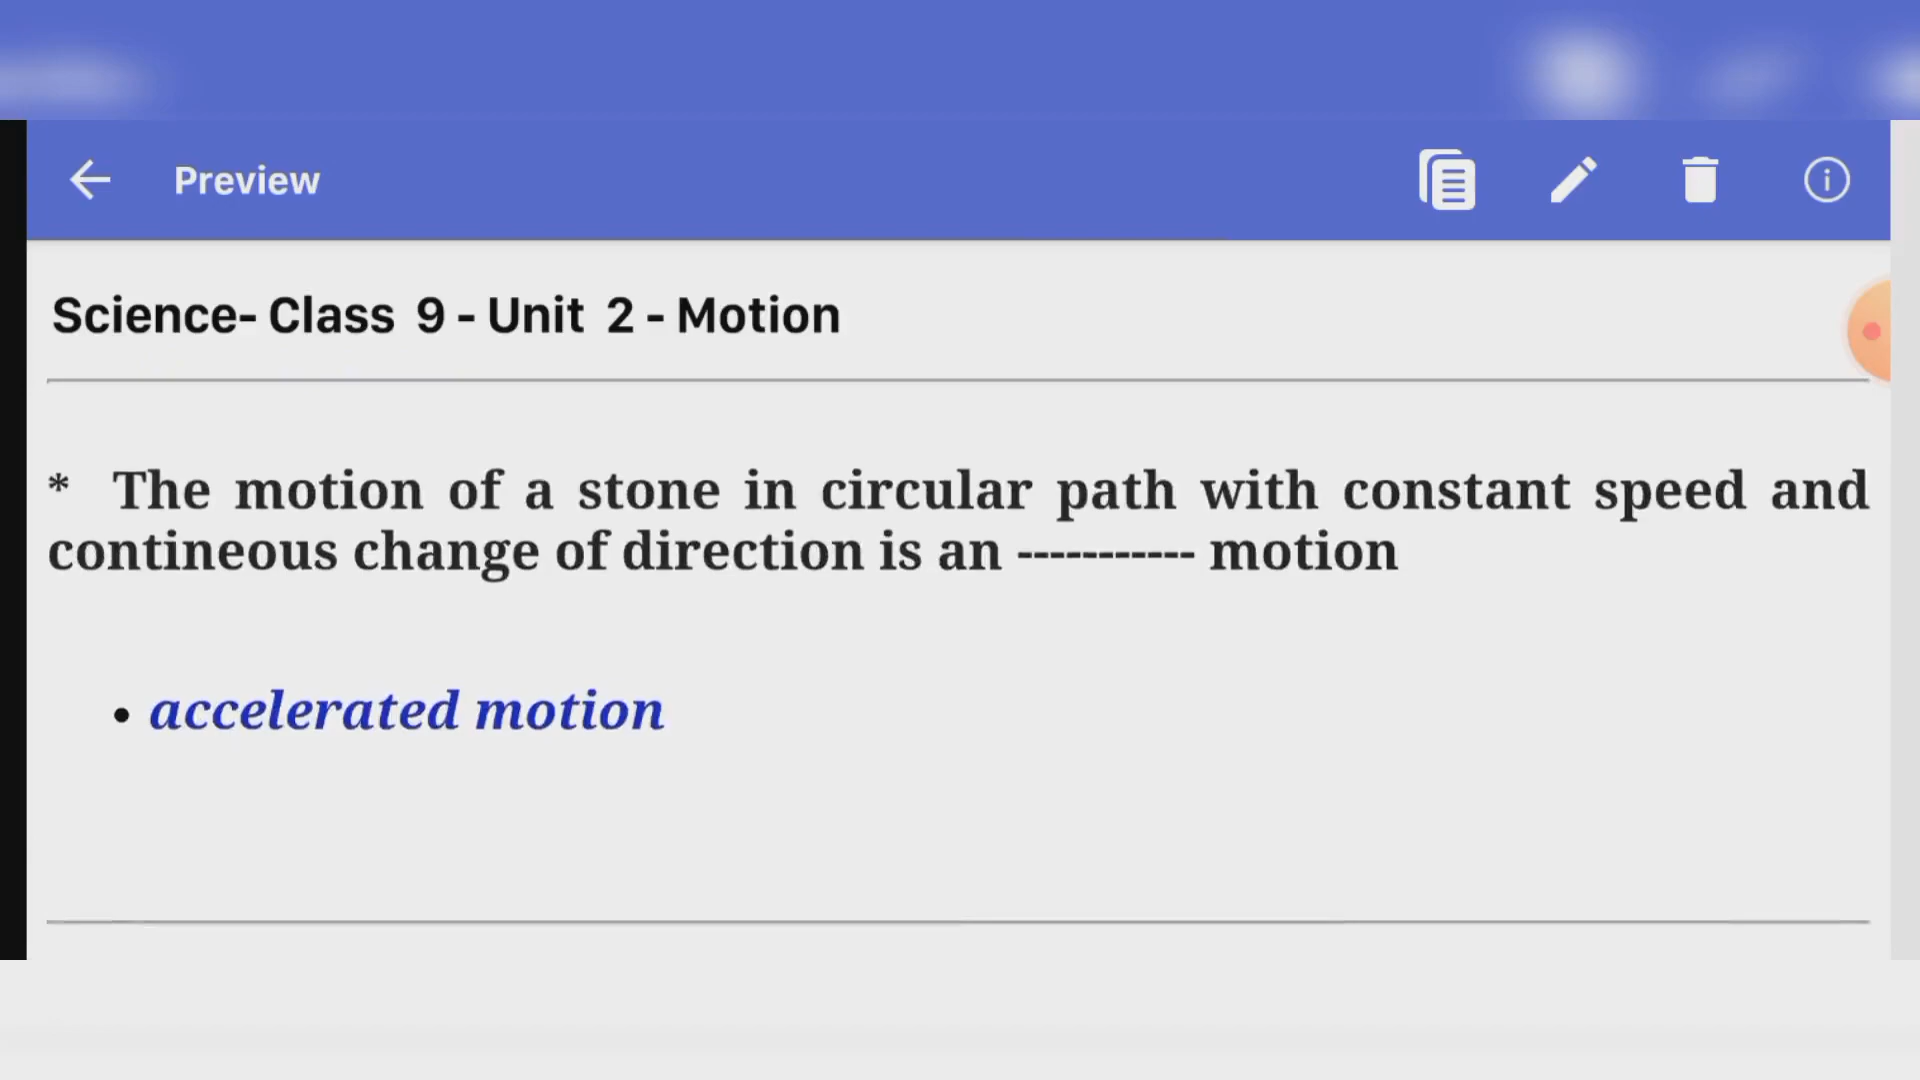 Preview
Science- Class 9 - Unit 2 - Motion
* The motion of a stone in circular path with constant speed and
contineous change of direction is an ----------- motion
• accelerated motion